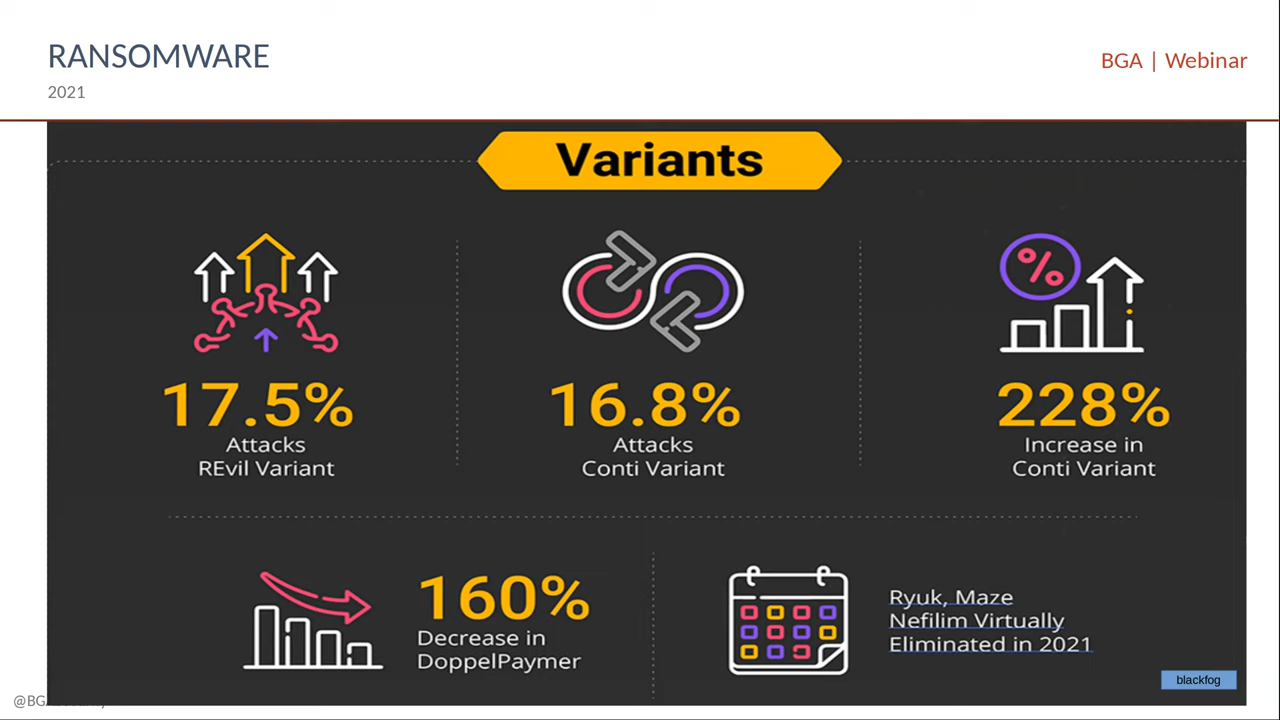 RANSOMWARE
BGA | Webinar
2021
Variants
17.5%
Attacks
REvil Variant
16.8%
Attacks
Conti Variant
228%
Increase in
Conti Variant
160%
Decrease in
DoppelPaymer
Ryuk, Maze
Nefilim Virtually
Eliminated in 2021
blackfog